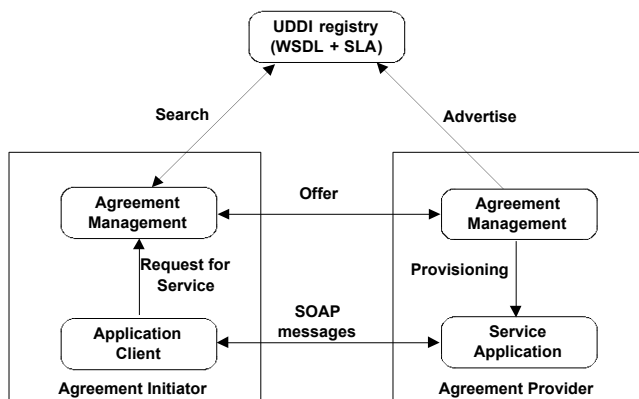 UDDI registry
(WSDL + SLA)
Search
Advertise
Agreement
Management
Offer
Agreement
Management
Request for
Service
Provisioning
SOAP
messages
Application
Client
Service
Application
Agreement Initiator
Agreement Provider